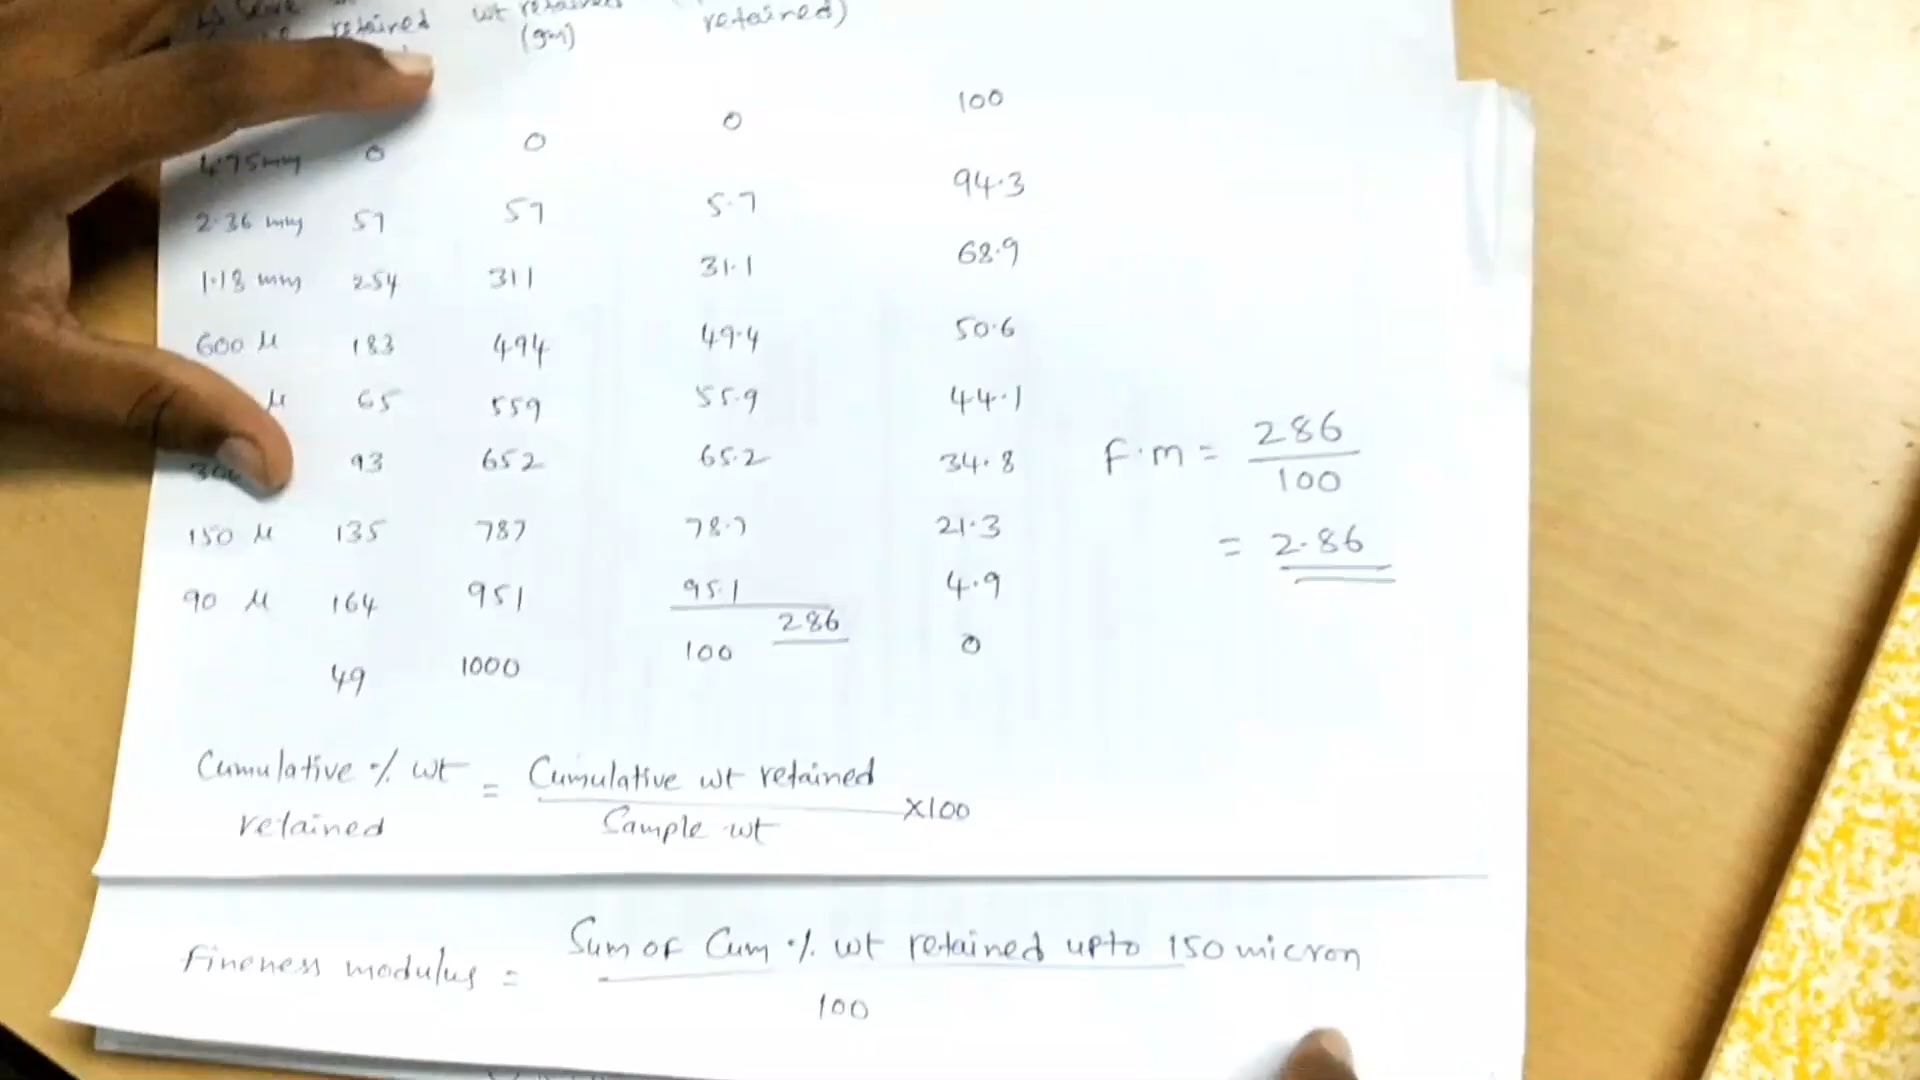 retained wt retained retained)
(gm)
4.75mm 0 0 0 100
2.36 mm 57 57 5.7 94.3
1.18 mm 254 311 31.1 68.9
600 µ 183 494 49.4 50.6
µ 65 559 55.9 44.1
300 93 652 65.2 34.8
150 µ 135 787 78.7 21.3
90 µ 164 951 95.1 4.9
286
49 1000 100 0
F.m = 286
100
= 2.86
Cumulative % wt retained = Cumulative wt retained
Sample wt
X100
Fineness modulus = Sum of Cum % wt retained upto 150 micron
100